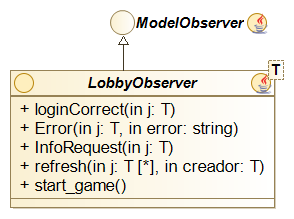 ModelObserver
LobbyObserver
T
+ loginCorrect(in j: T)
+ Error(in j: T, in error: string)
+ InfoRequest(in j: T)
+ refresh(in j: T [*], in creador: T)
+ start_game()